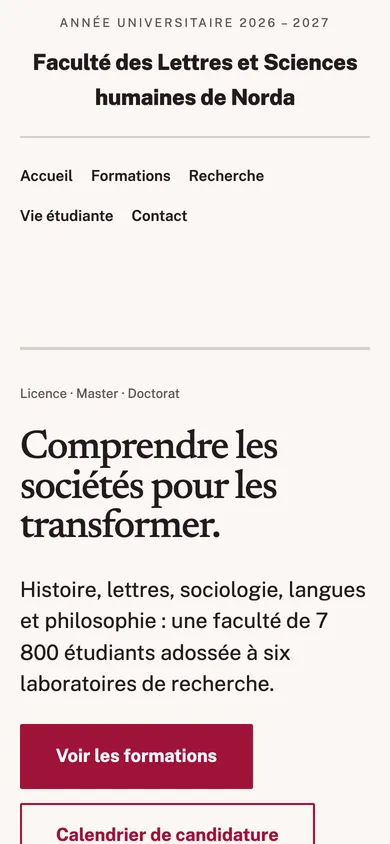 ANNÉE UNIVERSITAIRE 2026 – 2027
Faculté des Lettres et Sciences
humaines de Norda
Accueil Formations Recherche
Vie étudiante Contact
Licence · Master · Doctorat
Comprendre les
sociétés pour les
transformer.
Histoire, lettres, sociologie, langues
et philosophie : une faculté de 7
800 étudiants adossée à six
laboratoires de recherche.
Voir les formations
Calendrier de candidature